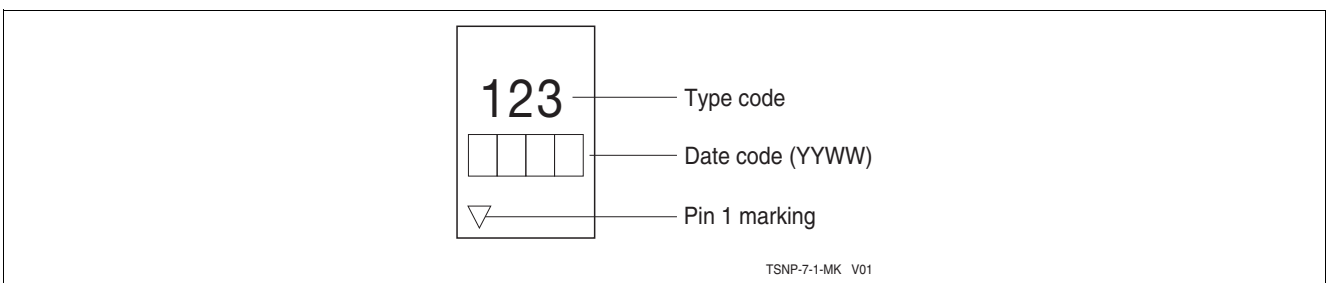 123
Type code
Date code (YYWW)
Pin 1 marking
TSNP-7-1-MK V01